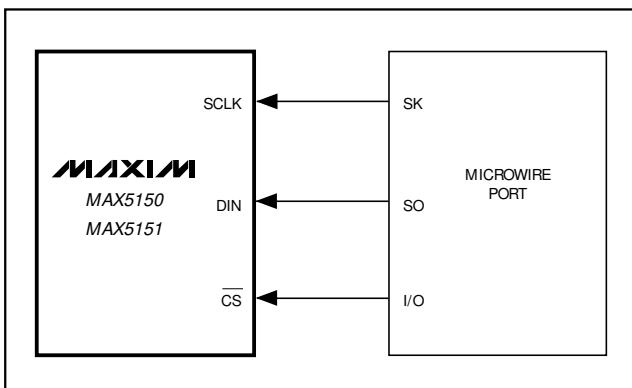 SCLK
SK
MAXIM
MAX5150
MAX5151
DIN
SO
MICROWIRE
PORT
CS
I/O